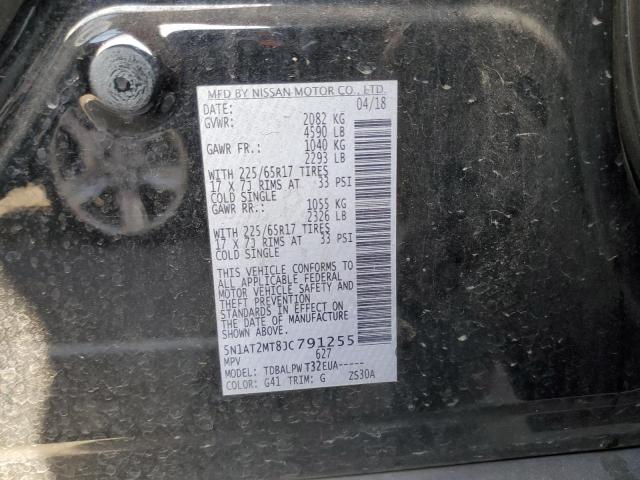 MFD BY NISSAN MOTOR CO., LTD.
DATE: 04/18
GVWR: 2082 KG
4590 LB
GAWR FR.: 1040 KG
2293 LB
WITH 225/65R17 TIRES
17 X 7J RIMS AT 33 PSI
COLD SINGLE
GAWR RR.: 1055 KG
2326 LB
WITH 225/65R17 TIRES
17 X 7J RIMS AT 33 PSI
COLD SINGLE
THIS VEHICLE CONFORMS TO
ALL APPLICABLE FEDERAL
MOTOR VEHICLE SAFETY AND
THEFT PREVENTION
STANDARDS IN EFFECT ON
THE DATE OF MANUFACTURE
SHOWN ABOVE.
5N1AT2MT8JC791255
MPV 627
MODEL: TDBALPW T32EUA-----
COLOR: G41 TRIM: G ZS30A